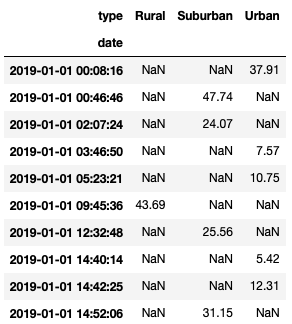 type Rural Suburban Urban
date
2019-01-01 00:08:16 NaN NaN 37.91
2019-01-01 00:46:46 NaN 47.74 NaN
2019-01-01 02:07:24 NaN 24.07 NaN
2019-01-01 03:46:50 NaN NaN 7.57
2019-01-01 05:23:21 NaN NaN 10.75
2019-01-01 09:45:36 43.69 NaN NaN
2019-01-01 12:32:48 NaN 25.56 NaN
2019-01-01 14:40:14 NaN NaN 5.42
2019-01-01 14:42:25 NaN NaN 12.31
2019-01-01 14:52:06 NaN 31.15 NaN